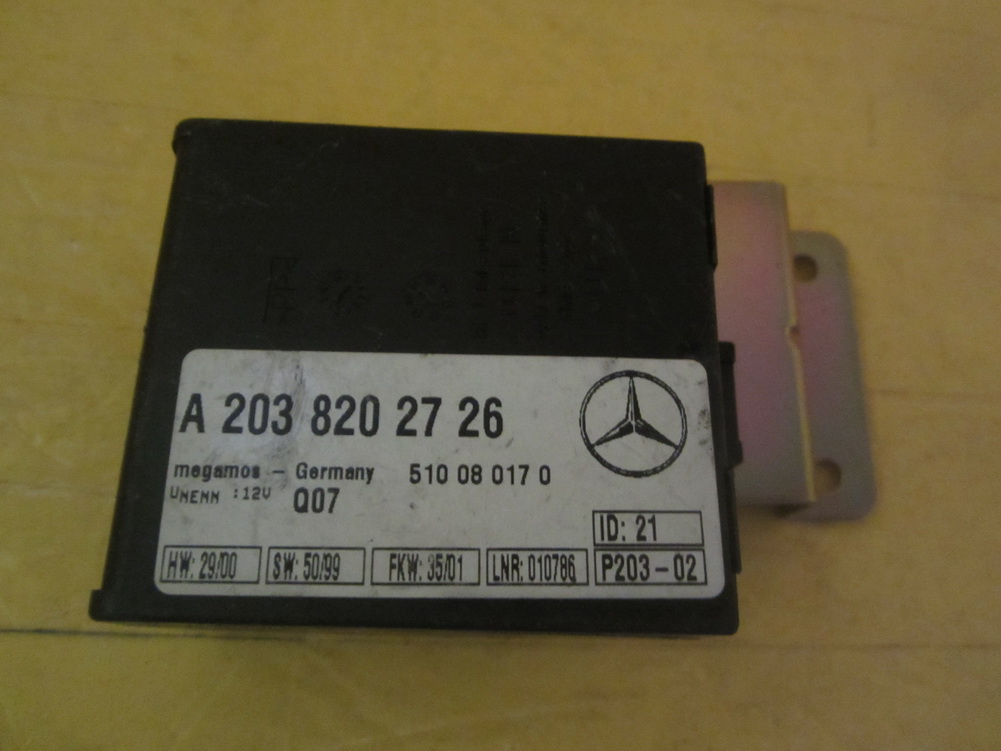 A 203 820 27 26
megamos - Germany 510 08 017 0
UNENN :12V Q07
ID: 21
HW: 29/00 SW: 50/99 FKW: 35/01 LNR: 010786 P203-02